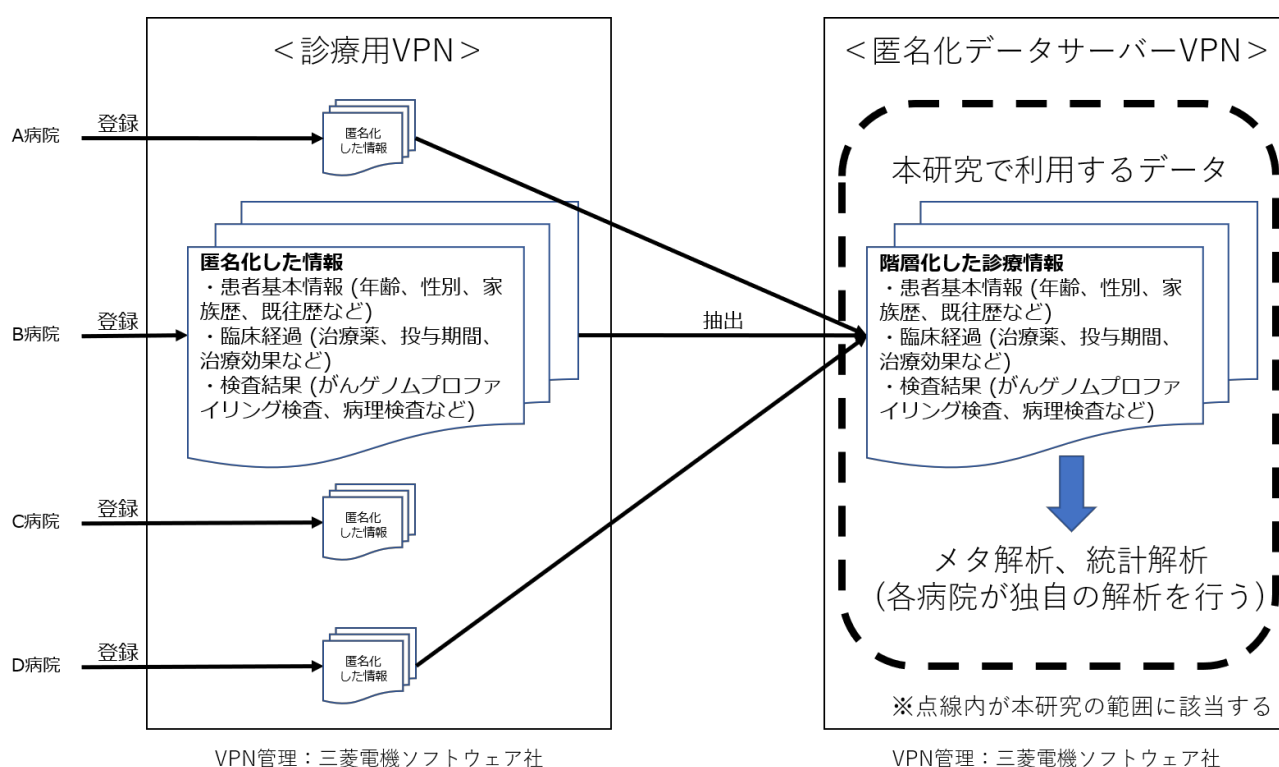 ＜診療用VPN＞
A病院
登録
匿名化
した情報
B病院
登録
匿名化した情報
・患者基本情報 (年齢、性別、家
族歴、既往歴など)
・臨床経過 (治療薬、投与期間、
治療効果など)
・検査結果 (がんゲノムプロファ
イリング検査、病理検査など)
C病院
登録
匿名化
した情報
D病院
登録
匿名化
した情報
VPN管理：三菱電機ソフトウェア社
抽出
＜匿名化データサーバーVPN＞
本研究で利用するデータ
階層化した診療情報
・患者基本情報 (年齢、性別、家
族歴、既往歴など)
・臨床経過 (治療薬、投与期間、
治療効果など)
・検査結果 (がんゲノムプロファ
イリング検査、病理検査など)
メタ解析、統計解析
(各病院が独自の解析を行う)
※点線内が本研究の範囲に該当する
VPN管理：三菱電機ソフトウェア社